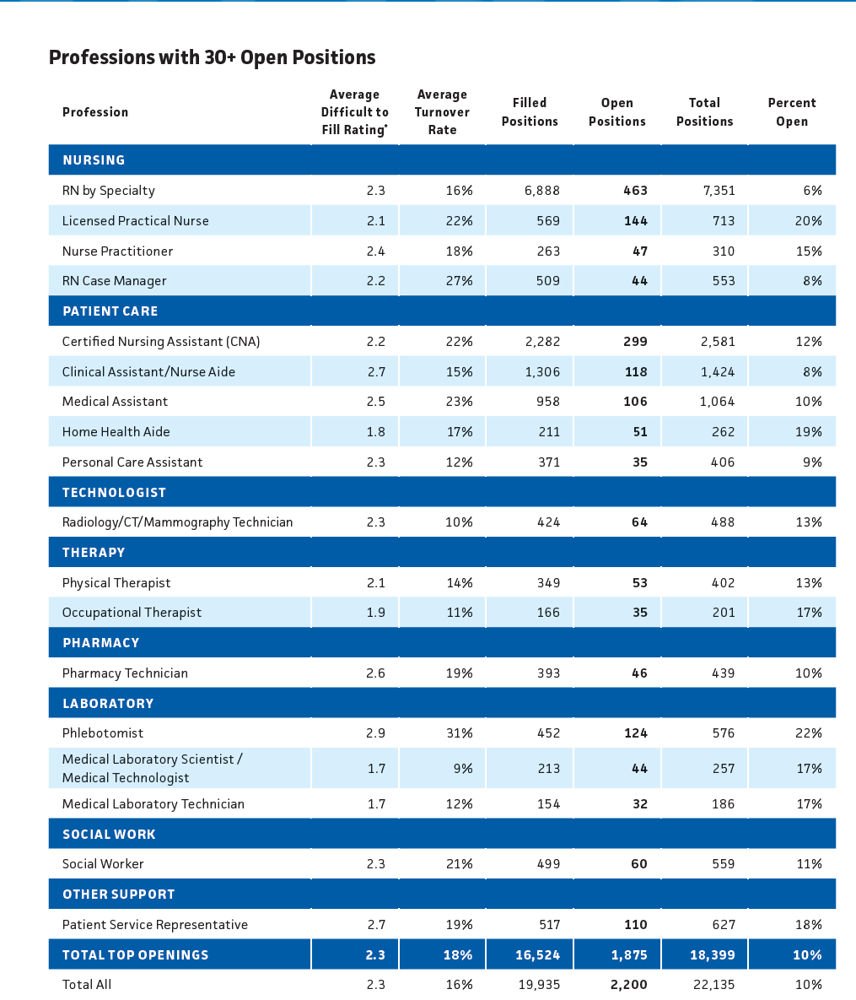 Professions with 30+ Open Positions
Profession Average Difficult to Fill Rating* Average Turnover Rate Filled Positions Open Positions Total Positions Percent Open
NURSING
RN by Specialty 2.3 16% 6,888 463 7,351 6%
Licensed Practical Nurse 2.1 22% 569 144 713 20%
Nurse Practitioner 2.4 18% 263 47 310 15%
RN Case Manager 2.2 27% 509 44 553 8%
PATIENT CARE
Certified Nursing Assistant (CNA) 2.2 22% 2,282 299 2,581 12%
Clinical Assistant/Nurse Aide 2.7 15% 1,306 118 1,424 8%
Medical Assistant 2.5 23% 958 106 1,064 10%
Home Health Aide 1.8 17% 211 51 262 19%
Personal Care Assistant 2.3 12% 371 35 406 9%
TECHNOLOGIST
Radiology/CT/Mammography Technician 2.3 10% 424 64 488 13%
THERAPY
Physical Therapist 2.1 14% 349 53 402 13%
Occupational Therapist 1.9 11% 166 35 201 17%
PHARMACY
Pharmacy Technician 2.6 19% 393 46 439 10%
LABORATORY
Phlebotomist 2.9 31% 452 124 576 22%
Medical Laboratory Scientist /
Medical Technologist 1.7 9% 213 44 257 17%
Medical Laboratory Technician 1.7 12% 154 32 186 17%
SOCIAL WORK
Social Worker 2.3 21% 499 60 559 11%
OTHER SUPPORT
Patient Service Representative 2.7 19% 517 110 627 18%
TOTAL TOP OPENINGS 2.3 18% 16,524 1,875 18,399 10%
Total All 2.3 16% 19,935 2,200 22,135 10%